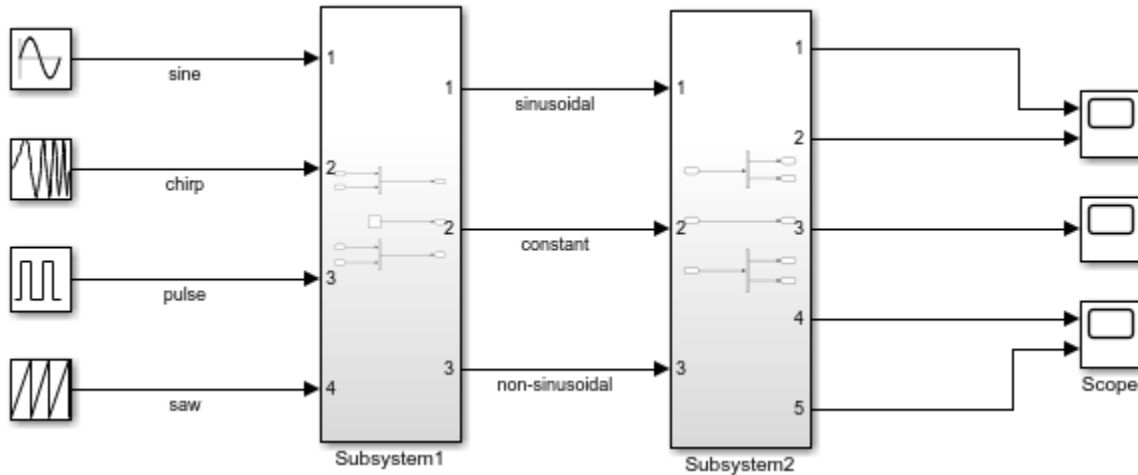 sine
chirp
pulse
saw
1
2
3
4
1
2
3
Subsystem1
sinusoidal
constant
non-sinusoidal
1
2
3
1
2
3
4
5
Subsystem2
Scope